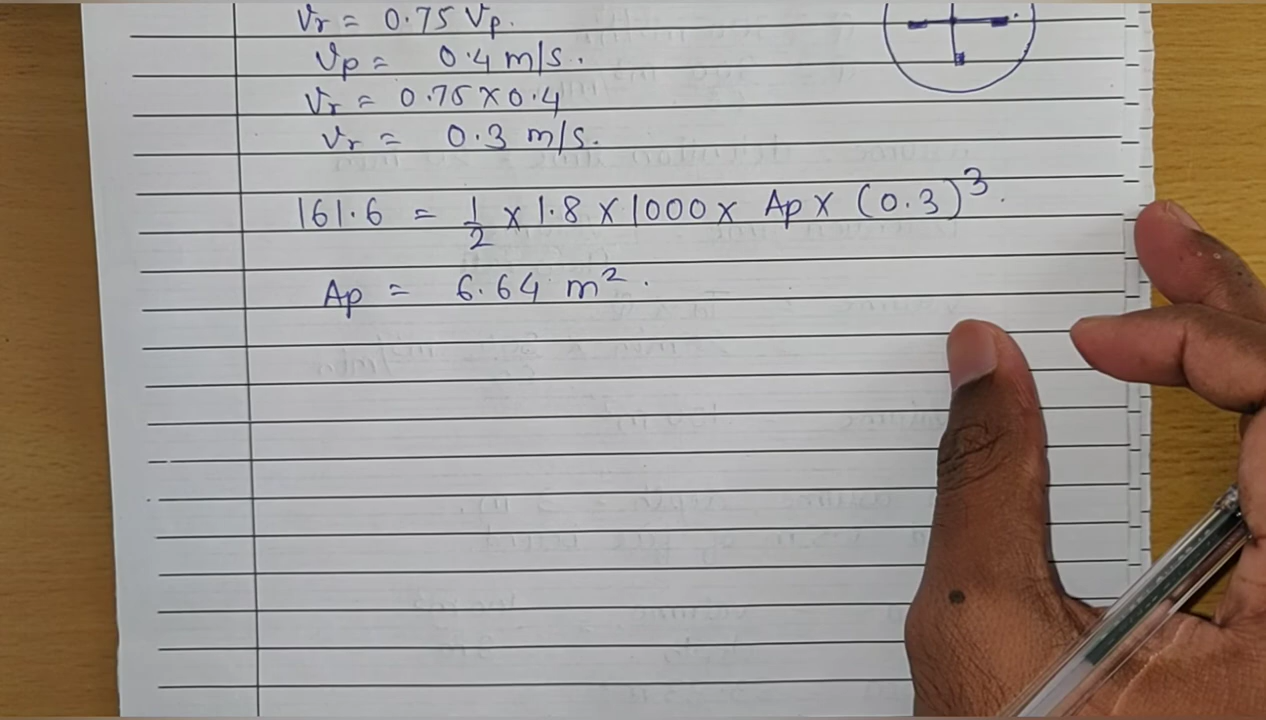 Vr = 0.75 Vp.
Vp = 0.4 m/s.
Vr = 0.75 × 0.4
Vr = 0.3 m/s.
161.6 = 1/2 × 1.8 × 1000 × Ap × (0.3)³.
Ap = 6.64 m².